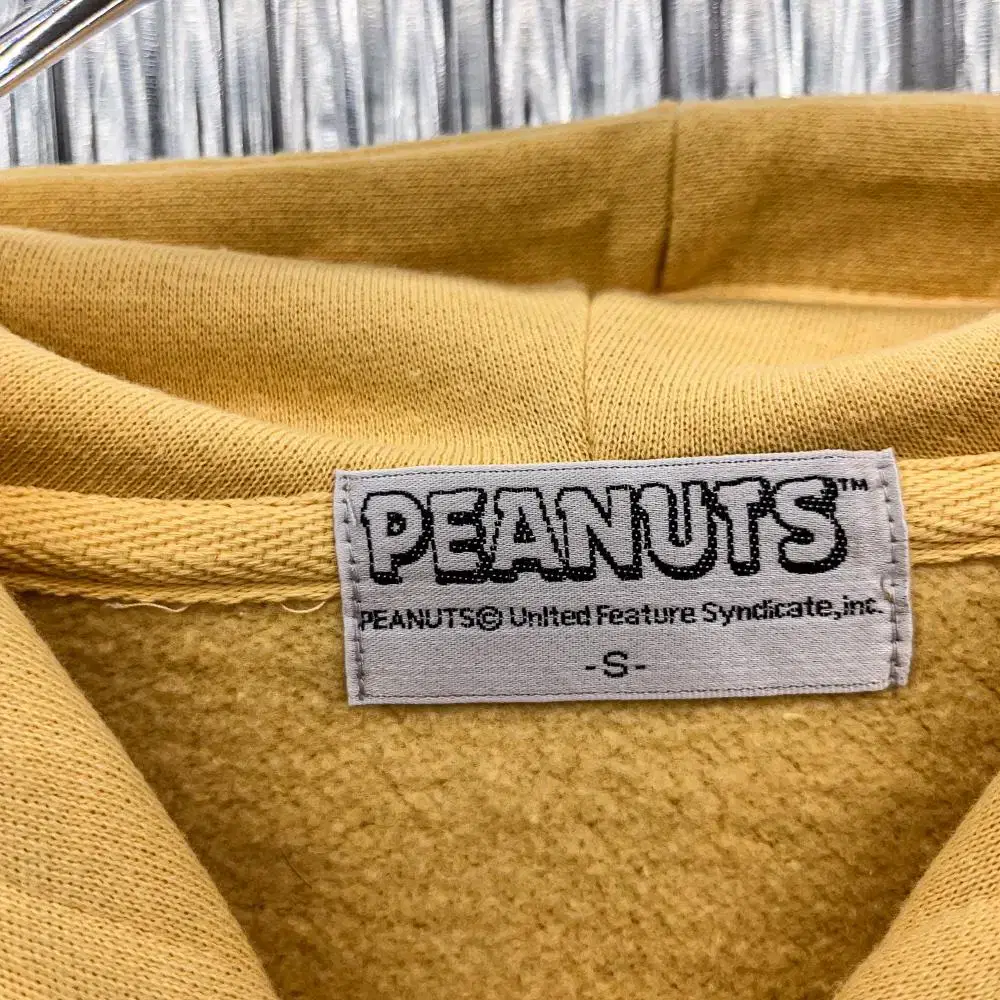 PEANUTS™
PEANUTS© United Feature Syndicate,inc.
-S-